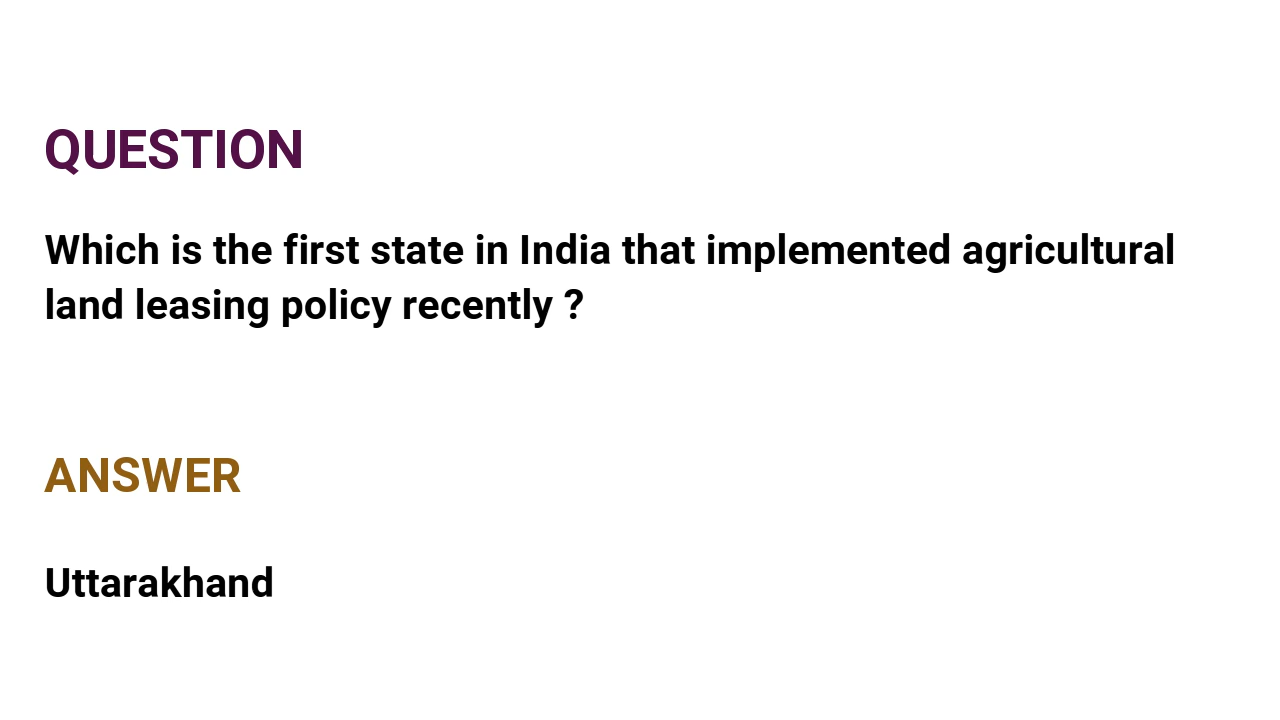 QUESTION
Which is the first state in India that implemented agricultural
land leasing policy recently ?
ANSWER
Uttarakhand